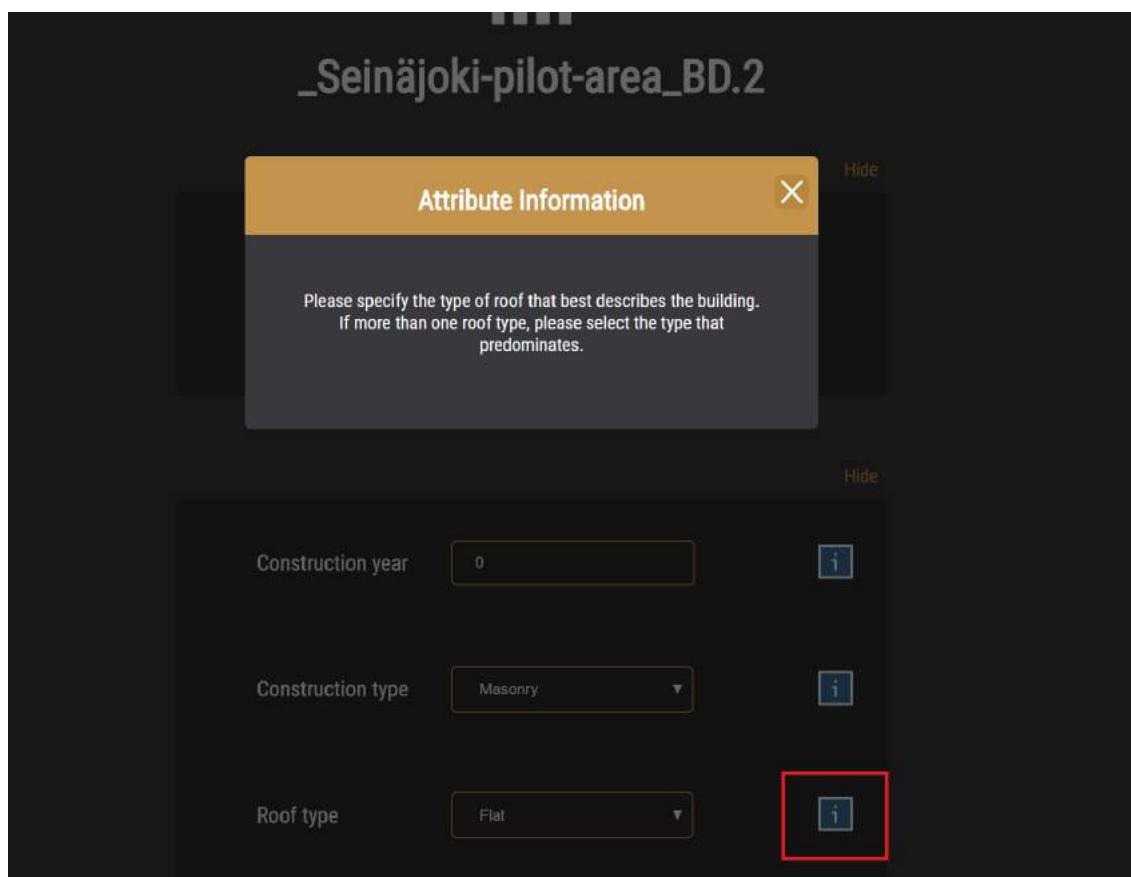 _Seinäjoki-pilot-area_BD.2
Hide
Attribute Information
Please specify the type of roof that best describes the building.
If more than one roof type, please select the type that
predominates.
Hide
Construction year
0
i
Construction type
Masonry
i
Roof type
Flat
i